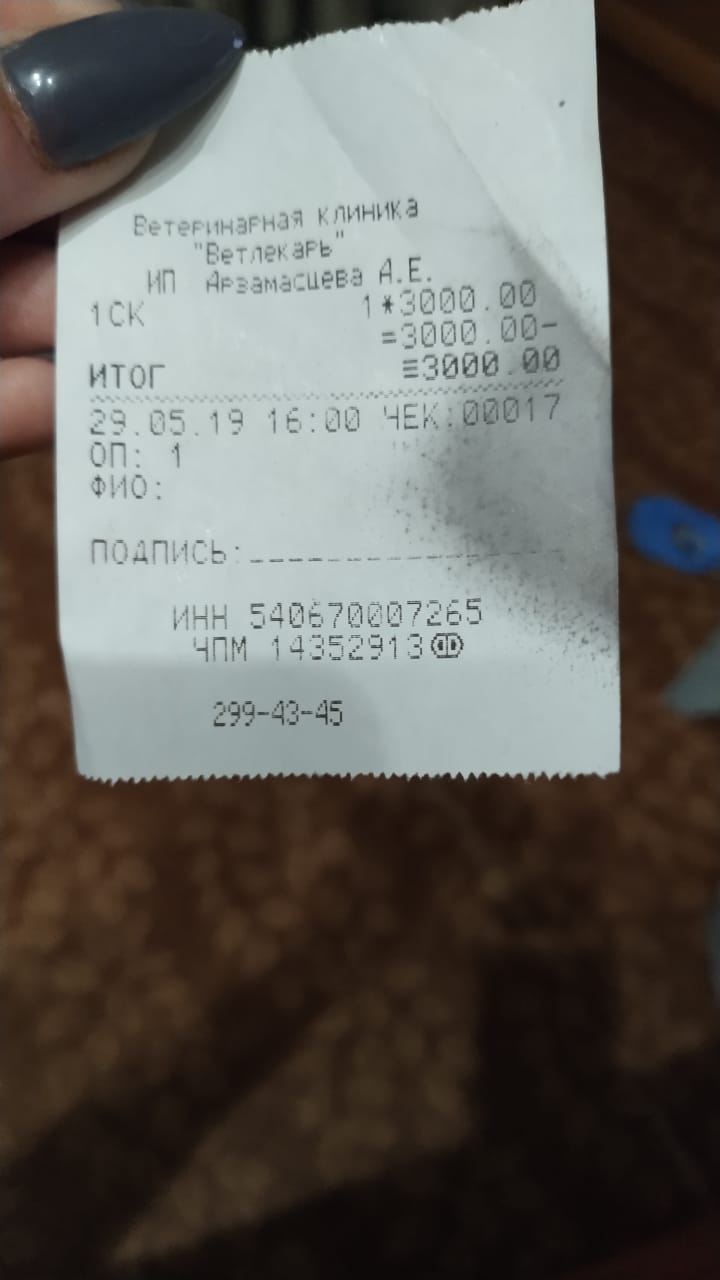 Ветеринарная клиника
"Ветлекарь"
ИП Арзамасцева А.Е.
1СК 1*3000.00
=3000.00-
ИТОГ ≡3000.00
29.05.19 16:00 ЧЕК:00017
ОП: 1
ФИО:
ПОДПИСЬ:
ИНН 540670007265
ЧПМ 14352913
299-43-45